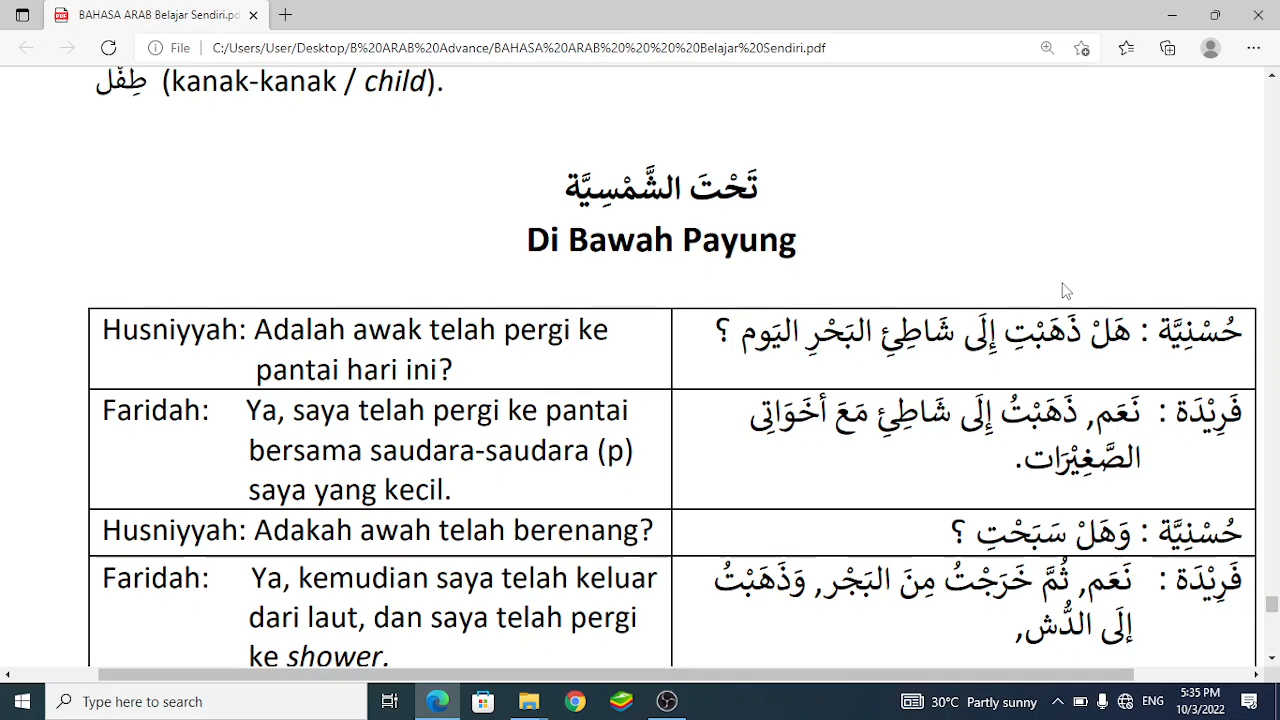 BAHASA ARAB Belajar Sendiri.pd
File C:/Users/User/Desktop/B%20ARAB%20Advance/BAHASA%20ARAB%20%20%20%20Belajar%20Sendiri.pdf
طِفْل (kanak-kanak / child).
تَحْتَ الشَّمْسِيَّة
Di Bawah Payung
Husniyyah: Adalah awak telah pergi ke
pantai hari ini?
حُسْنِيَّة : هَلْ ذَهَبْتِ إِلَى شَاطِئِ البَحْرِ اليَوم ؟
Faridah: Ya, saya telah pergi ke pantai
bersama saudara-saudara (p)
saya yang kecil.
فَرِيْدَة : نَعَم, ذَهَبْتُ إِلَى شَاطِئِ مَعَ أخَوَاتِى
الصَّغِيْرَات.
Husniyyah: Adakah awah telah berenang?
حُسْنِيَّة : وَهَلْ سَبَحْتِ ؟
Faridah: Ya, kemudian saya telah keluar
dari laut, dan saya telah pergi
ke shower.
فَرِيْدَة : نَعَم, ثُمَّ خَرَجْتُ مِنَ البَحْر, وَذَهَبْتُ
إلَى الدُّش,
Type here to search
30°C Partly sunny
ENG
5:35 PM
10/3/2022